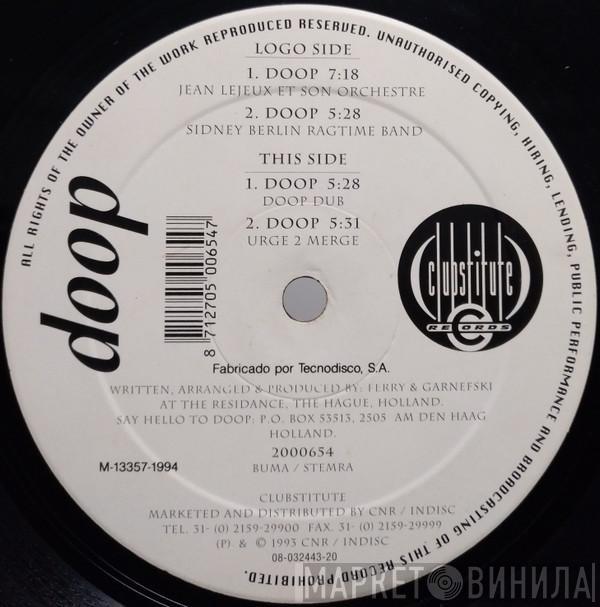 ALL RIGHTS OF THE OWNER OF THE WORK REPRODUCED RESERVED. UNAUTHORISED COPYING, HIRING, LENDING, PUBLIC PERFORMANCE AND BROADCASTING OF THIS RECORD PROHIBITED.
LOGO SIDE
1. DOOP 7:18
JEAN LEJEUX ET SON ORCHESTRE
2. DOOP 5:28
SIDNEY BERLIN RAGTIME BAND
THIS SIDE
1. DOOP 5:28
DOOP DUB
2. DOOP 5:31
URGE 2 MERGE
doop
8 712705 006547
clubstitute
RECORDS
Fabricado por Tecnodisco, S.A.
WRITTEN, ARRANGED & PRODUCED BY: FERRY & GARNEFSKI
AT THE RESIDANCE, THE HAGUE, HOLLAND.
SAY HELLO TO DOOP: P.O. BOX 53513, 2505 AM DEN HAAG
HOLLAND.
2000654
M-13357-1994
BUMA / STEMRA
CLUBSTITUTE
MARKETED AND DISTRIBUTED BY CNR / INDISC
TEL. 31- (0) 2159-29900 FAX. 31- (0) 2159-29999
(P) & © 1993 CNR / INDISC
08-032443-20
МАРКЕТ ВИНИЛА